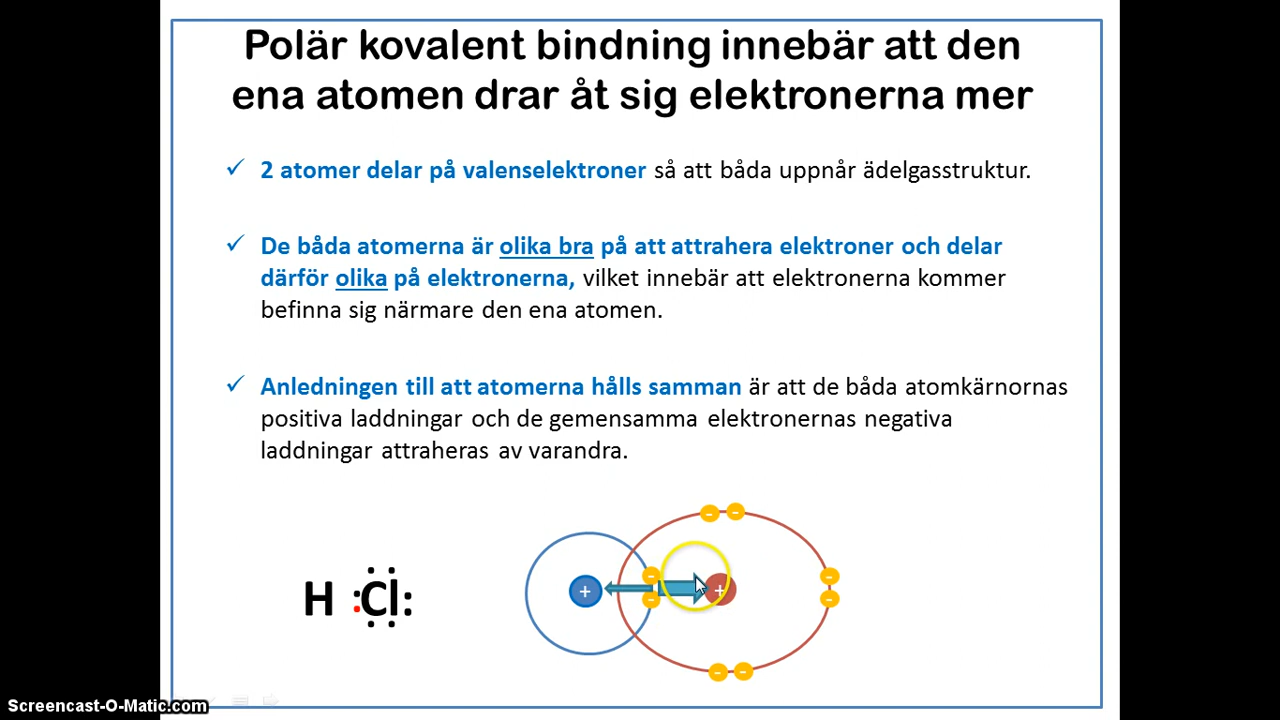 Polär kovalent bindning innebär att den
ena atomen drar åt sig elektronerna mer
✓ 2 atomer delar på valenselektroner så att båda uppnår ädelgasstruktur.
✓ De båda atomerna är olika bra på att attrahera elektroner och delar
därför olika på elektronerna, vilket innebär att elektronerna kommer
befinna sig närmare den ena atomen.
✓ Anledningen till att atomerna hålls samman är att de båda atomkärnornas
positiva laddningar och de gemensamma elektronernas negativa
laddningar attraheras av varandra.
- -
H :Cl: + - - + - -
- -
Screencast-O-Matic.com